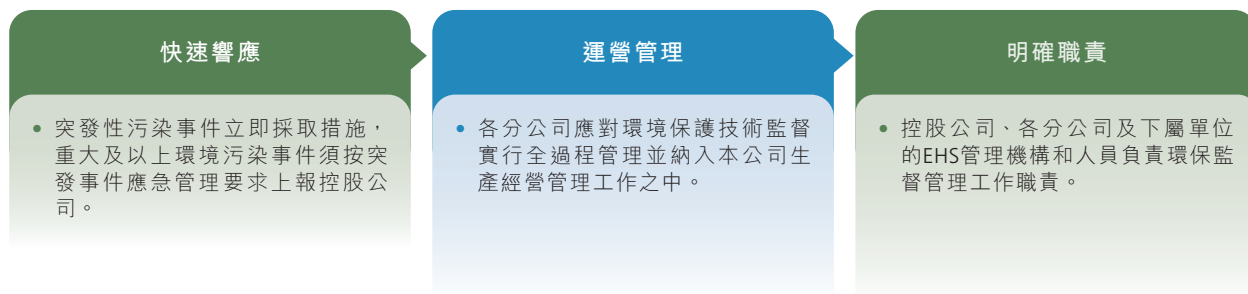 快速響應
突發性污染事件立即採取措施，
重大及以上環境污染事件須按突
發事件應急管理要求上報控股公
司。
運營管理
各分公司應對環境保護技術監督
實行全過程管理並納入本公司生
產經營管理工作之中。
明確職責
控股公司、各分公司及下屬單位
的EHS管理機構和人員負責環保監
督管理工作職責。